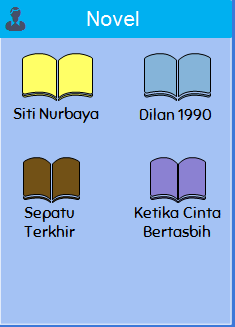 Novel
Siti Nurbaya
Dilan 1990
Sepatu
Terkhir
Ketika Cinta
Bertasbih